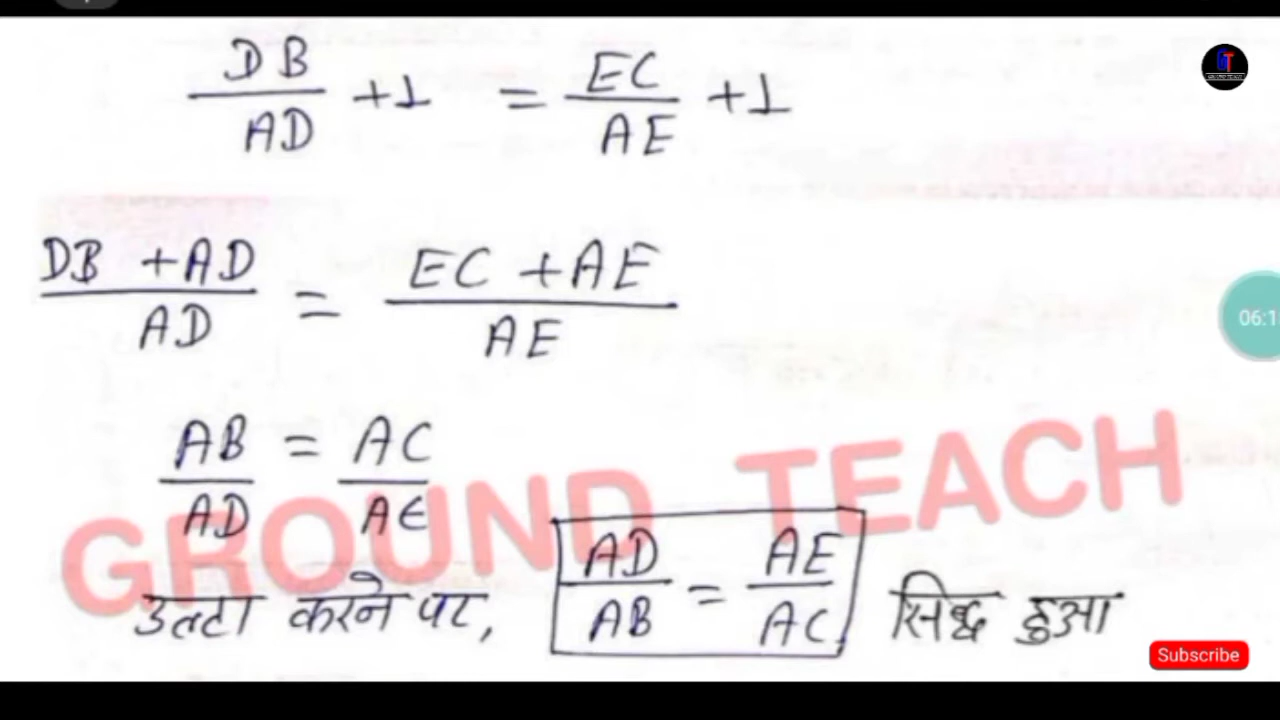 DB/AD +1 = EC/AE +1
DB +AD/AD = EC +AE/AE
06:1
AB/AD = AC/AE
GROUND TEACH
उल्टा करने पर, AD/AB = AE/AC सिद्ध हुआ
Subscribe